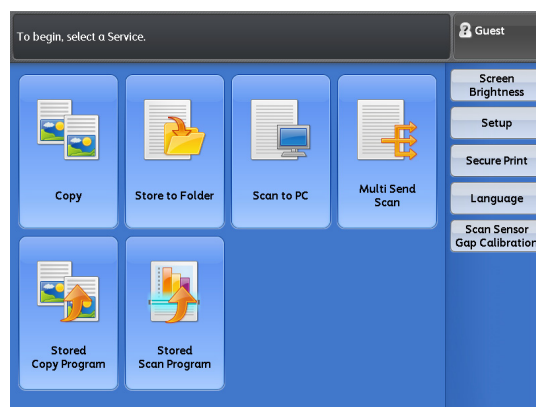 To begin, select a Service.
Guest
Screen
Brightness
Setup
Secure Print
Language
Scan Sensor
Gap Calibration
Copy
Store to Folder
Scan to PC
Multi Send
Scan
Stored
Copy Program
Stored
Scan Program